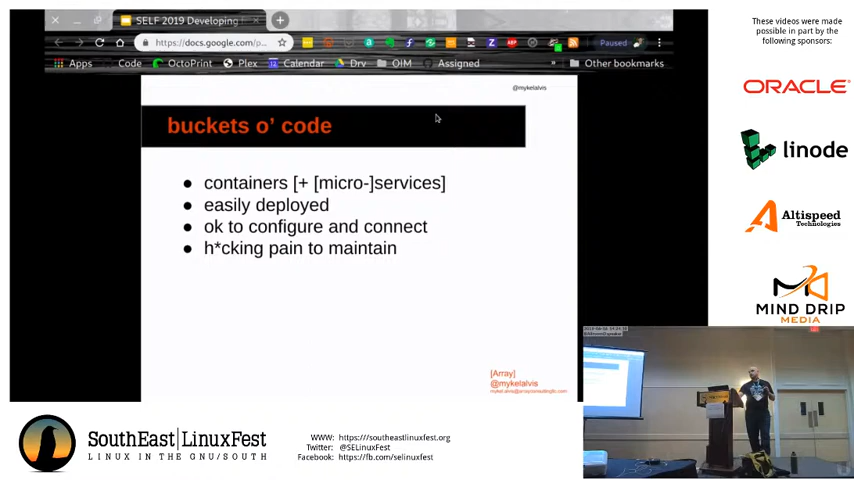 SELF 2019 Developing
https://docs.google.com/p...
Paused
Apps
Code
OctoPrint
Plex
Calendar
Drv
OIM
Assigned
»
Other bookmarks
@mykelalvis
buckets o' code
● containers [+ [micro-]services]
● easily deployed
● ok to configure and connect
● h*cking pain to maintain
[Array]
@mykelalvis
These videos were made
possible in part by the
following sponsors:
ORACLE
linode
Altispeed
Technologies
MIND DRIP
MEDIA
SouthEast|LinuxFest
LINUX IN THE GNU/SOUTH
WWW: https://southeastlinuxfest.org
Twitter: @SELinuxFest
Facebook: https://fb.com/selinuxfest